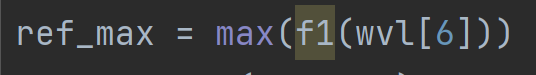 ref_max = max(f1(wvl[6]))